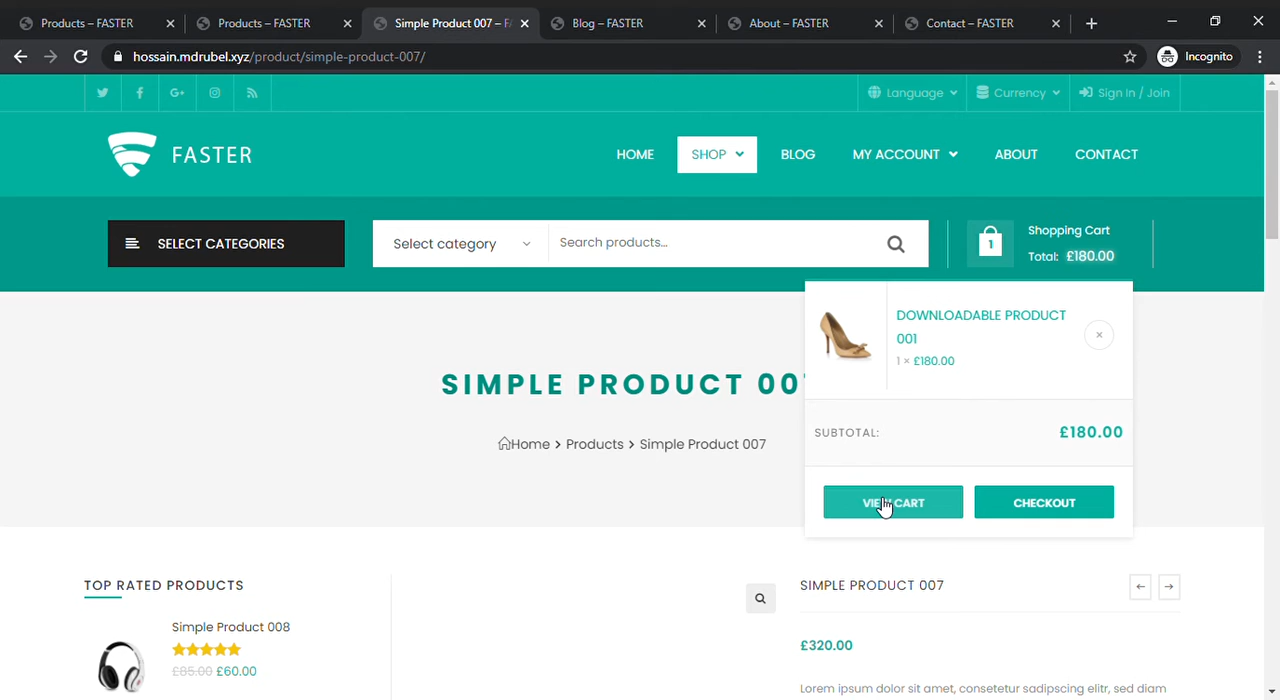 Products – FASTER
Products – FASTER
Simple Product 007 – F
Blog – FASTER
About – FASTER
Contact – FASTER
hossain.mdrubel.xyz/product/simple-product-007/
Incognito
Language
Currency
Sign In / Join
FASTER
HOME
SHOP
BLOG
MY ACCOUNT
ABOUT
CONTACT
SELECT CATEGORIES
Select category
Search products...
1
Shopping Cart
Total: £180.00
DOWNLOADABLE PRODUCT
001
1 × £180.00
SUBTOTAL:
£180.00
VIEW CART
CHECKOUT
SIMPLE PRODUCT 007
Home > Products > Simple Product 007
TOP RATED PRODUCTS
Simple Product 008
£85.00 £60.00
SIMPLE PRODUCT 007
£320.00
Lorem ipsum dolor sit amet, consetetur sadipscing elitr, sed diam